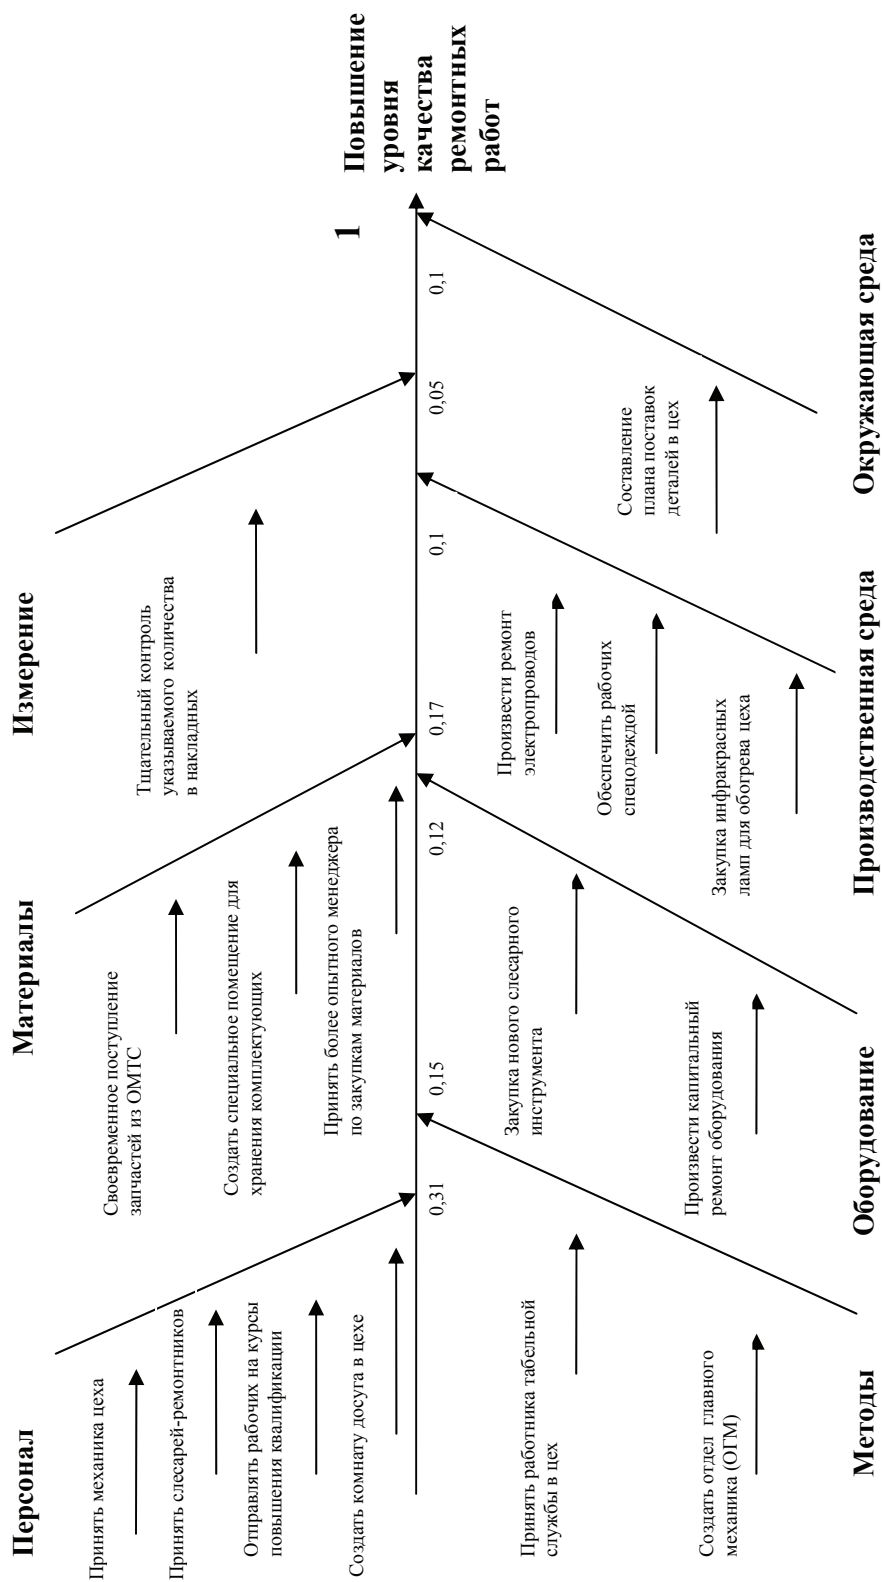 Персонал
Принять механика цеха
Принять слесарей-ремонтников
Отправлять рабочих на курсы
повышения квалификации
Создать комнату досуга в цехе
Материалы
Своевременное поступление
запчастей из ОМТС
Создать специальное помещение для
хранения комплектующих
Принять более опытного менеджера
по закупкам материалов
Измерение
Тщательный контроль
указываемого количества
в накладных
1
Повышение
уровня
качества
ремонтных
работ
0,31
0,15
0,12
0,17
0,1
0,05
0,1
Принять работника табельной
службы в цех
Создать отдел главного
механика (ОГМ)
Методы
Закупка нового слесарного
инструмента
Произвести капитальный
ремонт оборудования
Оборудование
Произвести ремонт
электропроводов
Обеспечить рабочих
спецодеждой
Закупка инфракрасных
ламп для обогрева цеха
Производственная среда
Составление
плана поставок
деталей в цех
Окружающая среда